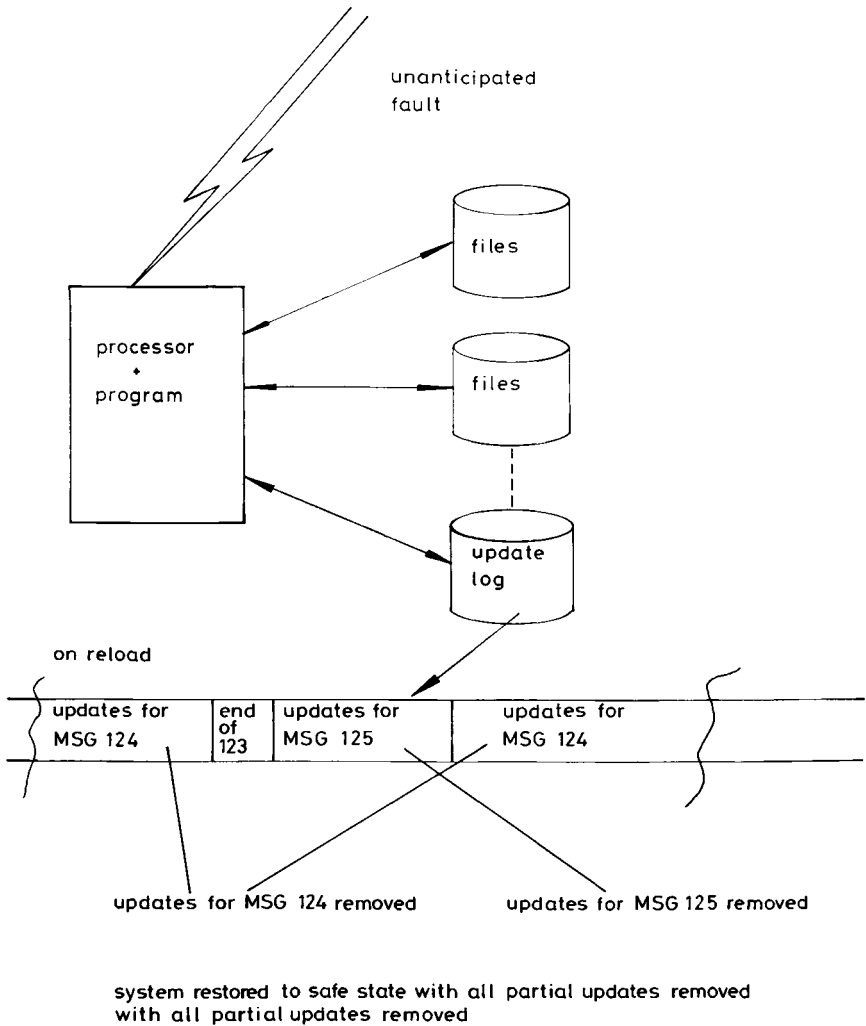 unanticipated
fault
files
processor
+
program
files
update
log
on reload
updates for
MSG 124
end
of
123
updates for
MSG 125
updates for
MSG 124
updates for MSG 124 removed
updates for MSG 125 removed
system restored to safe state with all partial updates removed
with all partial updates removed